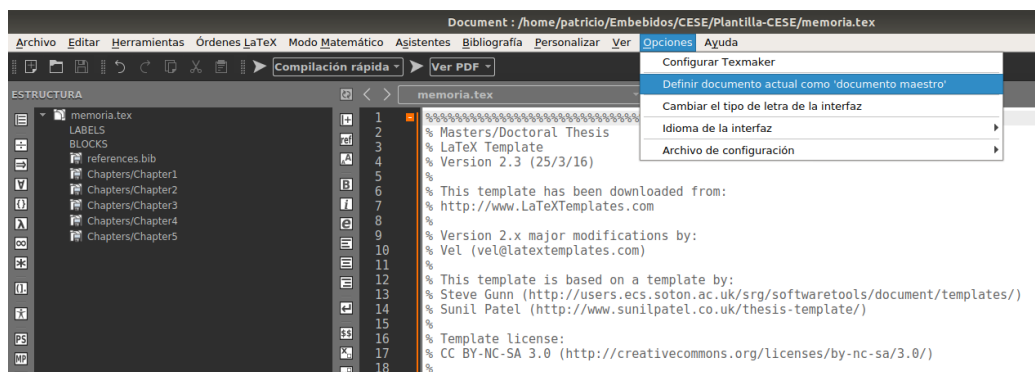 Document : /home/patricio/Embebidos/CESE/Plantilla-CESE/memoria.tex
Archivo Editar Herramientas Órdenes LaTeX Modo Matemático Asistentes Bibliografía Personalizar Ver Opciones Ayuda
Compilación rápida Ver PDF
Configurar Texmaker
Definir documento actual como 'documento maestro'
Cambiar el tipo de letra de la interfaz
Idioma de la interfaz
Archivo de configuración
ESTRUCTURA
memoria.tex
LABELS
BLOCKS
references.bib
Chapters/Chapter1
Chapters/Chapter2
Chapters/Chapter3
Chapters/Chapter4
Chapters/Chapter5
memoria.tex
1 %%%%%%%%%%%%%%%%%%%%%%%%%%%%%
2 % Masters/Doctoral Thesis
3 % LaTeX Template
4 % Version 2.3 (25/3/16)
5 %
6 % This template has been downloaded from:
7 % http://www.LaTeXTemplates.com
8 %
9 % Version 2.x major modifications by:
10 % Vel (vel@latextemplates.com)
11 %
12 % This template is based on a template by:
13 % Steve Gunn (http://users.ecs.soton.ac.uk/srg/softwaretools/document/templates/)
14 % Sunil Patel (http://www.sunilpatel.co.uk/thesis-template/)
15 %
16 % Template license:
17 % CC BY-NC-SA 3.0 (http://creativecommons.org/licenses/by-nc-sa/3.0/)
18 %